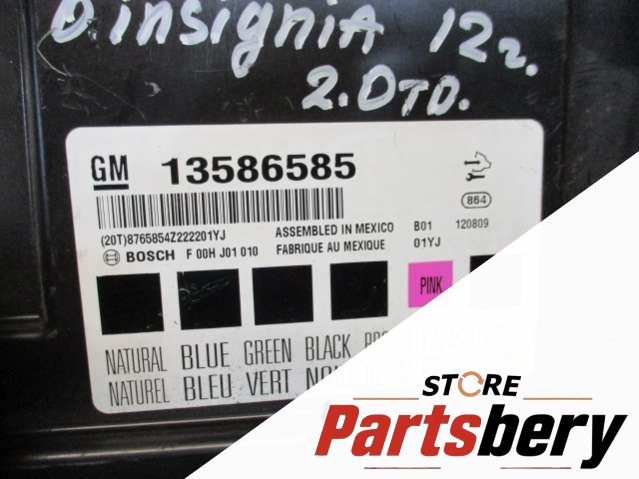 O insigniA 12г.
2.0TD.
GM 13586585
864
(20T)8765854Z222201YJ
ASSEMBLED IN MEXICO B01 120809
BOSCH F 00H J01 010 FABRIQUE AU MEXIQUE 01YJ
PINK
NATURAL BLUE GREEN BLACK
NATUREL BLEU VERT
STORE
Partsbery